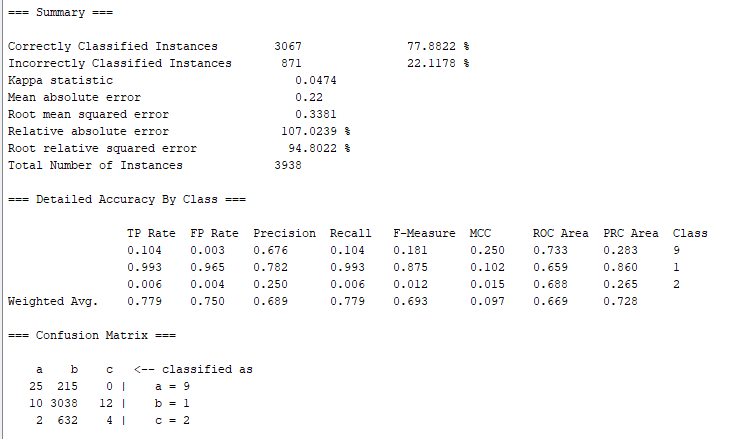 === Summary ===
Correctly Classified Instances 3067 77.8822 %
Incorrectly Classified Instances 871 22.1178 %
Kappa statistic 0.0474
Mean absolute error 0.22
Root mean squared error 0.3381
Relative absolute error 107.0239 %
Root relative squared error 94.8022 %
Total Number of Instances 3938
=== Detailed Accuracy By Class ===
TP Rate FP Rate Precision Recall F-Measure MCC ROC Area PRC Area Class
0.104 0.003 0.676 0.104 0.181 0.250 0.733 0.283 9
0.993 0.965 0.782 0.993 0.875 0.102 0.659 0.860 1
0.006 0.004 0.250 0.006 0.012 0.015 0.688 0.265 2
Weighted Avg. 0.779 0.750 0.689 0.779 0.693 0.097 0.669 0.728
=== Confusion Matrix ===
a b c <-- classified as
25 215 0 | a = 9
10 3038 12 | b = 1
2 632 4 | c = 2